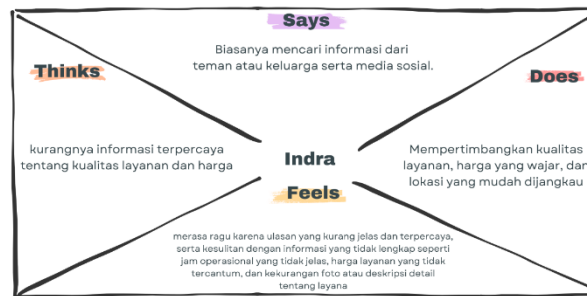 Says
Biasanya mencari informasi dari
teman atau keluarga serta media sosial.
Thinks
kurangnya informasi terpercaya
tentang kualitas layanan dan harga
Does
Mempertimbangkan kualitas
layanan, harga yang wajar, dan
lokasi yang mudah dijangkau
Indra
Feels
merasa ragu karena ulasan yang kurang jelas dan terpercaya,
serta kesulitan dengan informasi yang tidak lengkap seperti
jam operasional yang tidak jelas, harga layanan yang tidak
tercantum, dan kekurangan foto atau deskripsi detail
tentang layana